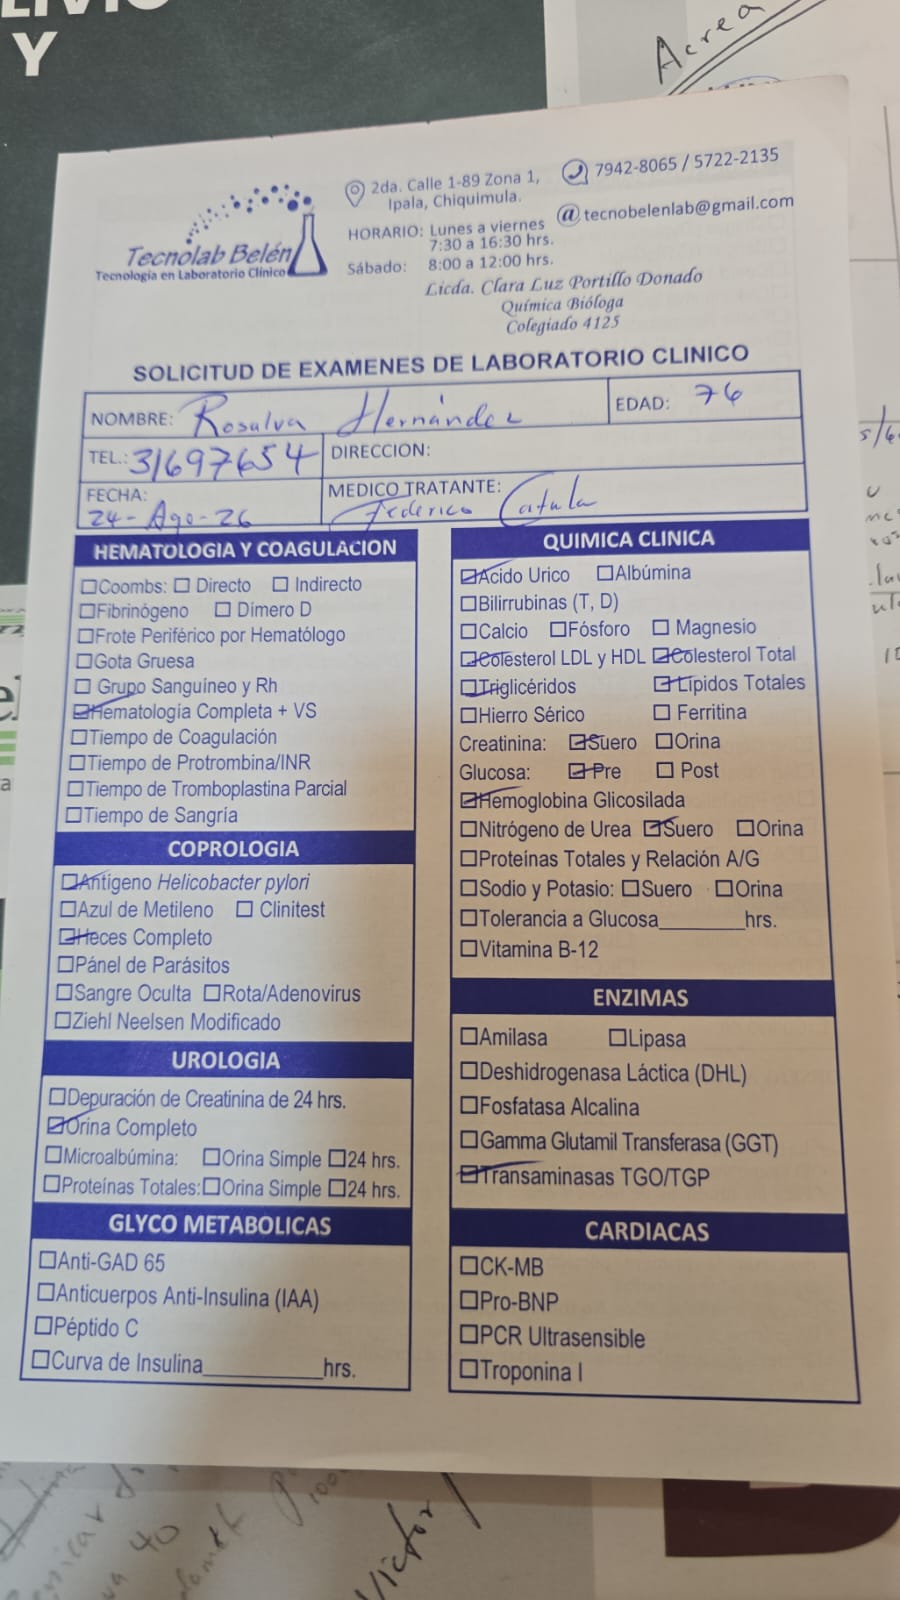 LIVIO
Y
Acrea
Tecnolab Belén
Tecnología en Laboratorio Clínico
2da. Calle 1-89 Zona 1,
Ipala, Chiquimula.
7942-8065 / 5722-2135
@ tecnobelenlab@gmail.com
HORARIO: Lunes a viernes
7:30 a 16:30 hrs.
Sábado: 8:00 a 12:00 hrs.
Licda. Clara Luz Portillo Donado
Química Bióloga
Colegiado 4125
SOLICITUD DE EXAMENES DE LABORATORIO CLINICO
NOMBRE: Rosalva Hernández EDAD: 76
TEL.: 31697654 DIRECCION:
FECHA: 24-Ago-26 MEDICO TRATANTE: Federico
HEMATOLOGIA Y COAGULACION
Coombs: Directo Indirecto
Fibrinógeno Dimero D
Frote Periférico por Hematólogo
Gota Gruesa
Grupo Sanguíneo y Rh
Hematología Completa + VS
Tiempo de Coagulación
Tiempo de Protrombina/INR
Tiempo de Tromboplastina Parcial
Tiempo de Sangría
COPROLOGIA
Antígeno Helicobacter pylori
Azul de Metileno Clinitest
Heces Completo
Pánel de Parásitos
Sangre Oculta Rota/Adenovirus
Ziehl Neelsen Modificado
UROLOGIA
Depuración de Creatinina de 24 hrs.
Orina Completo
Microalbúmina: Orina Simple 24 hrs.
Proteínas Totales: Orina Simple 24 hrs.
GLYCO METABOLICAS
Anti-GAD 65
Anticuerpos Anti-Insulina (IAA)
Péptido C
Curva de Insulina____________hrs.
QUIMICA CLINICA
Acido Urico Albúmina
Bilirrubinas (T, D)
Calcio Fósforo Magnesio
Colesterol LDL y HDL Colesterol Total
Triglicéridos Lípidos Totales
Hierro Sérico Ferritina
Creatinina: Suero Orina
Glucosa: Pre Post
Hemoglobina Glicosilada
Nitrógeno de Urea Suero Orina
Proteínas Totales y Relación A/G
Sodio y Potasio: Suero Orina
Tolerancia a Glucosa_________hrs.
Vitamina B-12
ENZIMAS
Amilasa Lipasa
Deshidrogenasa Láctica (DHL)
Fosfatasa Alcalina
Gamma Glutamil Transferasa (GGT)
Transaminasas TGO/TGP
CARDIACAS
CK-MB
Pro-BNP
PCR Ultrasensible
Troponina I
40
Victor